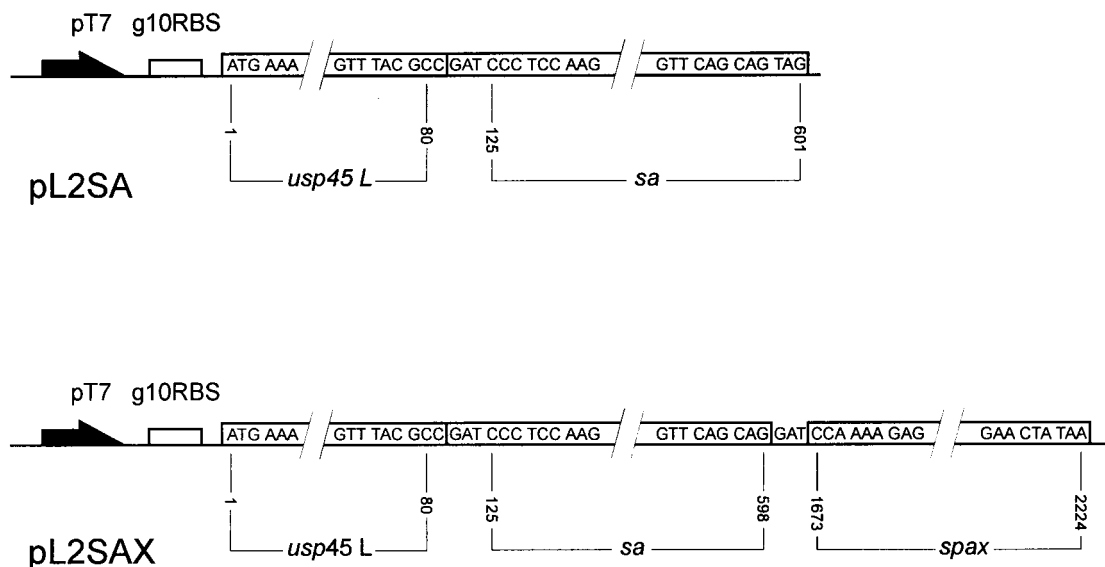 pT7 g10RBS
ATG AAA GTT TAC GCC GAT CCC TCC AAG GTT CAG CAG TAG
1 80 125 601
usp45 L sa
pL2SA
pT7 g10RBS
ATG AAA GTT TAC GCC GAT CCC TCC AAG GTT CAG CAG GAT CCA AAA GAG GAA CTA TAA
1 80 125 598 1673 2224
usp45 L sa spax
pL2SAX